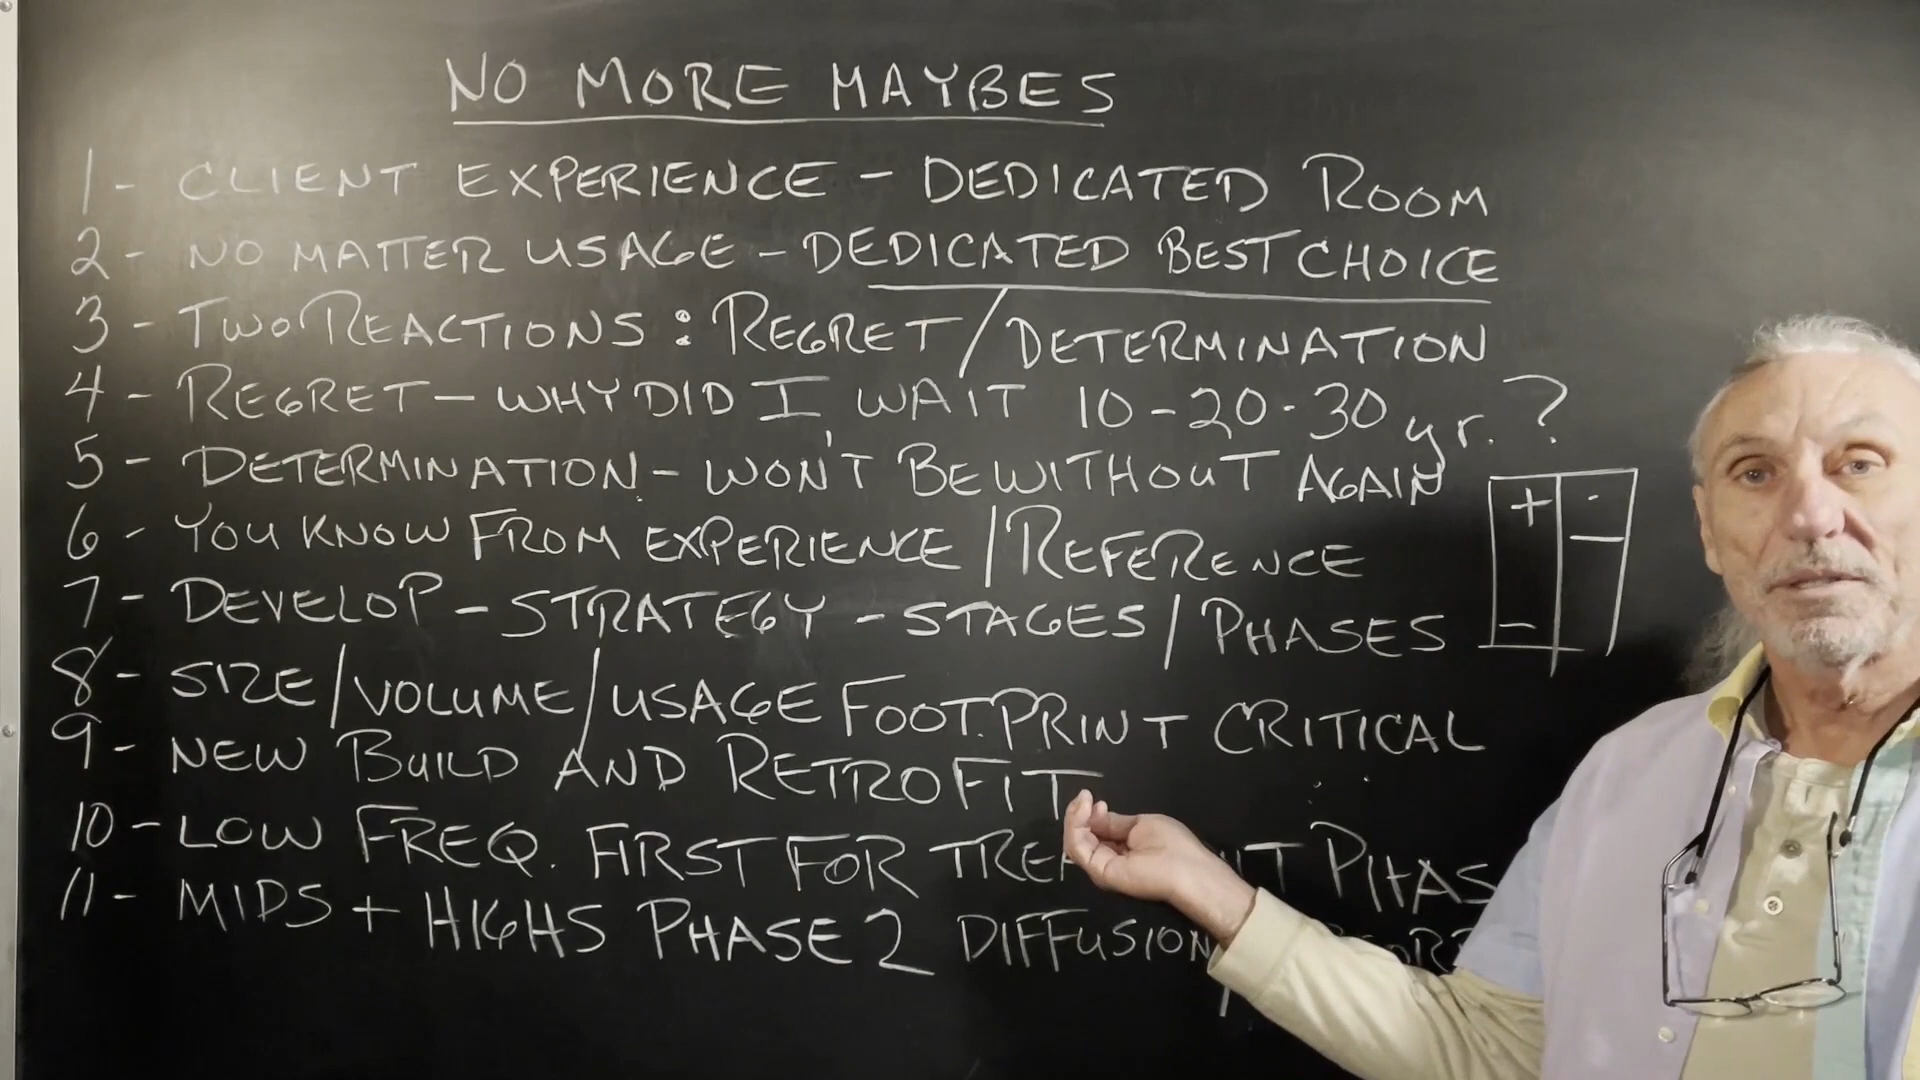 NO MORE MAYBES
1 - CLIENT EXPERIENCE - DEDICATED ROOM
2 - NO MATTER USAGE - DEDICATED BEST CHOICE
3 - TWO REACTIONS : REGRET / DETERMINATION
4 - REGRET - WHY DID I WAIT 10-20-30 yr. ?
5 - DETERMINATION - WON'T BE WITHOUT AGAIN
6 - YOU KNOW FROM EXPERIENCE / REFERENCE
7 - DEVELOP - STRATEGY - STAGES / PHASES
8 - SIZE / VOLUME / USAGE FOOTPRINT CRITICAL
9 - NEW BUILD AND RETROFIT
10 - LOW FREQ. FIRST FOR
11 - MIDS + HIGHS PHASE 2 DIFFUSION
+ -
-